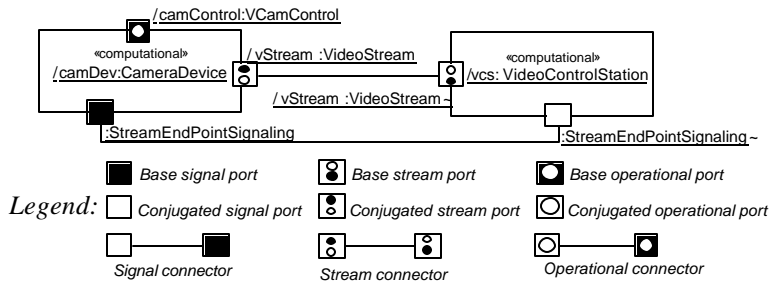 /camControl:VCamControl
«computational»
/camDev:CameraDevice
/ vStream :VideoStream
«computational»
/vcs: VideoControlStation
/ vStream :VideoStream ~
:StreamEndPointSignaling
:StreamEndPointSignaling ~
Legend:
Base signal port
Base stream port
Base operational port
Conjugated signal port
Conjugated stream port
Conjugated operational port
Signal connector
Stream connector
Operational connector